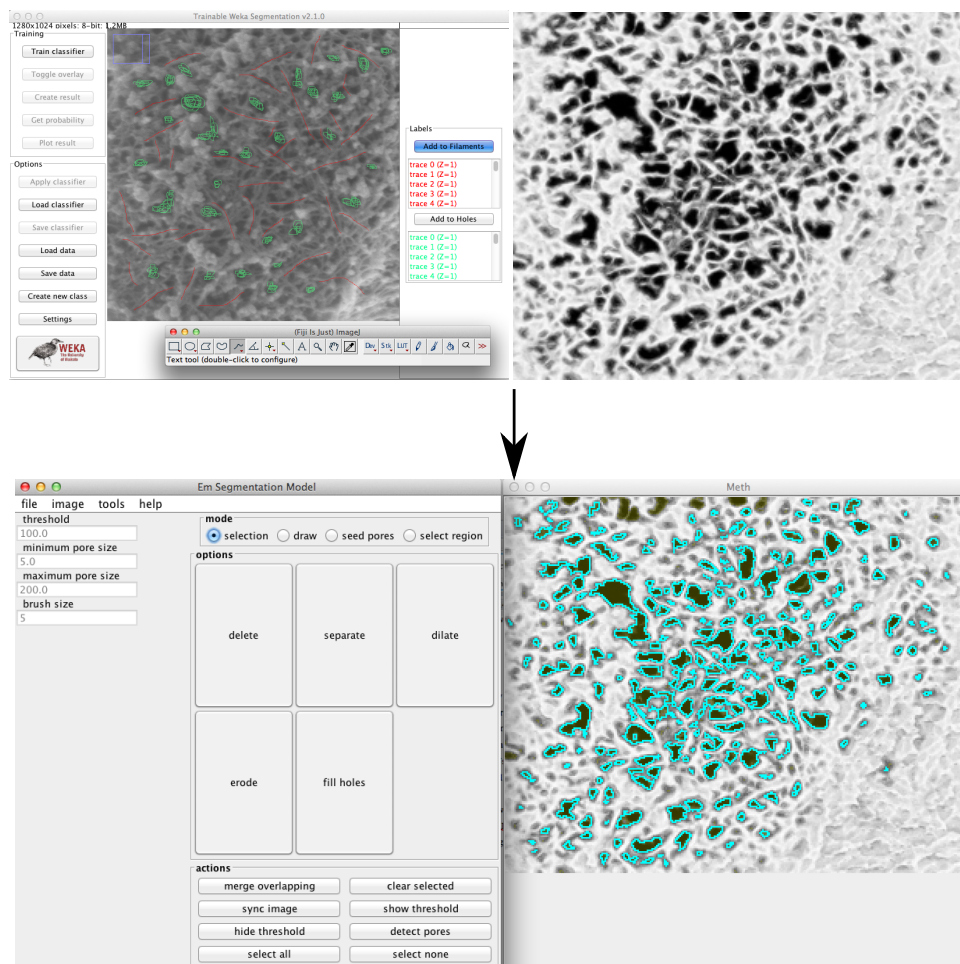 Trainable Weka Segmentation v2.1.0
1280x1024 pixels; 8-bit; 1.2MB
Training
Train classifier
Toggle overlay
Create result
Get probability
Plot result
Options
Apply classifier
Load classifier
Save classifier
Load data
Save data
Create new class
Settings
WEKA
The University
of Waikato
Labels
Add to Filaments
trace 0 (Z=1)
trace 1 (Z=1)
trace 2 (Z=1)
trace 3 (Z=1)
trace 4 (Z=1)
Add to Holes
trace 0 (Z=1)
trace 1 (Z=1)
trace 2 (Z=1)
trace 3 (Z=1)
trace 4 (Z=1)
(Fiji Is Just) ImageJ
A Dev Stk LUT >>
Text tool (double-click to configure)
Em Segmentation Model
file image tools help
threshold
100.0
minimum pore size
5.0
maximum pore size
200.0
brush size
5
mode
selection draw seed pores select region
options
delete separate dilate
erode fill holes
actions
merge overlapping clear selected
sync image show threshold
hide threshold detect pores
select all select none
Meth